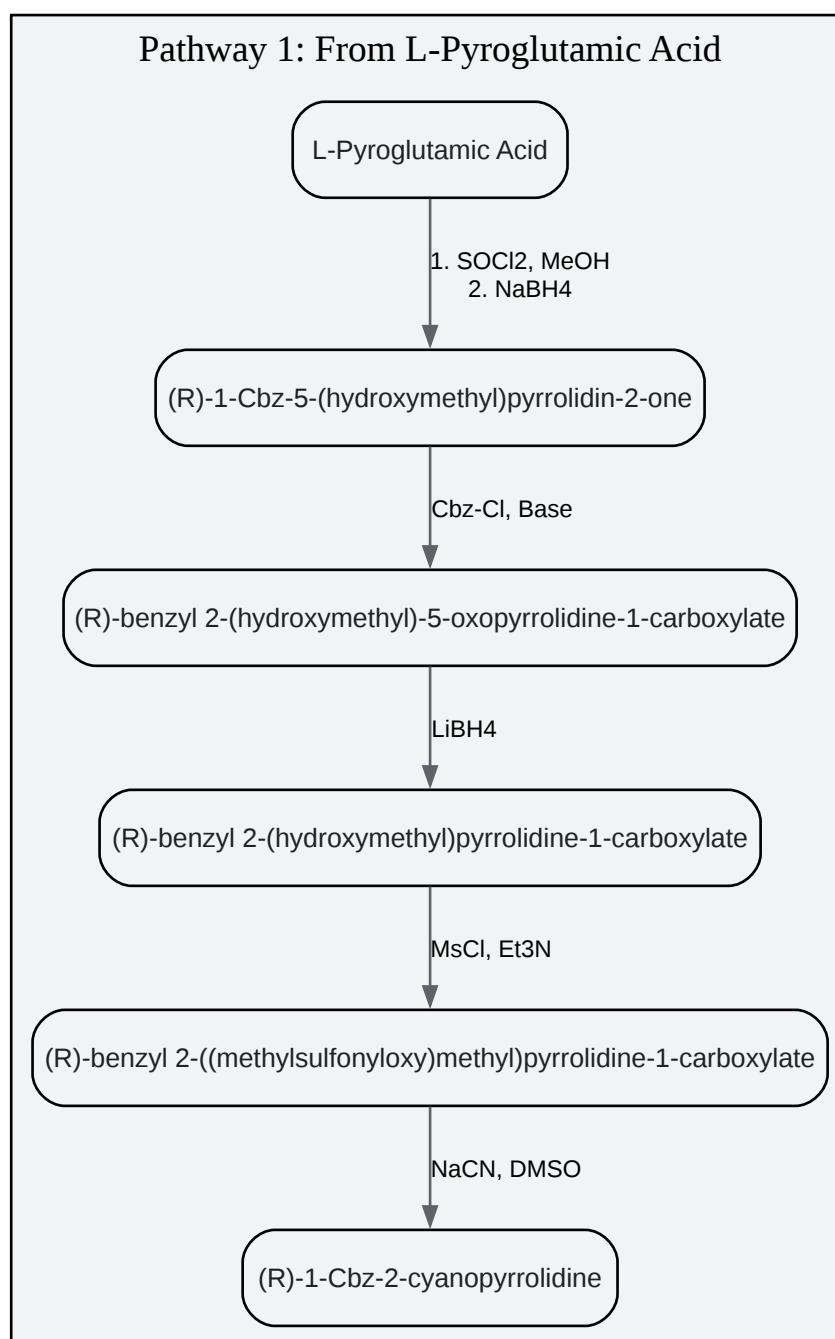 Pathway 1: From L-Pyroglutamic Acid
L-Pyroglutamic Acid
1. SOCl2, MeOH
2. NaBH4
(R)-1-Cbz-5-(hydroxymethyl)pyrrolidin-2-one
Cbz-Cl, Base
(R)-benzyl 2-(hydroxymethyl)-5-oxopyrrolidine-1-carboxylate
LiBH4
(R)-benzyl 2-(hydroxymethyl)pyrrolidine-1-carboxylate
MsCl, Et3N
(R)-benzyl 2-((methylsulfonyloxy)methyl)pyrrolidine-1-carboxylate
NaCN, DMSO
(R)-1-Cbz-2-cyanopyrrolidine